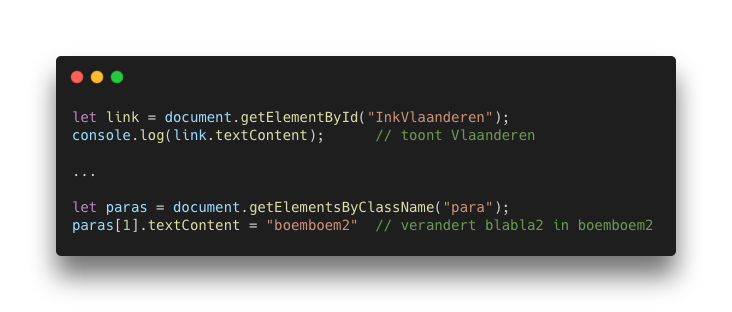 let link = document.getElementById("InkVlaanderen");
console.log(link.textContent);      // toont Vlaanderen
...
let paras = document.getElementsByClassName("para");
paras[1].textContent = "boemboem2"  // verandert blabla2 in boemboem2